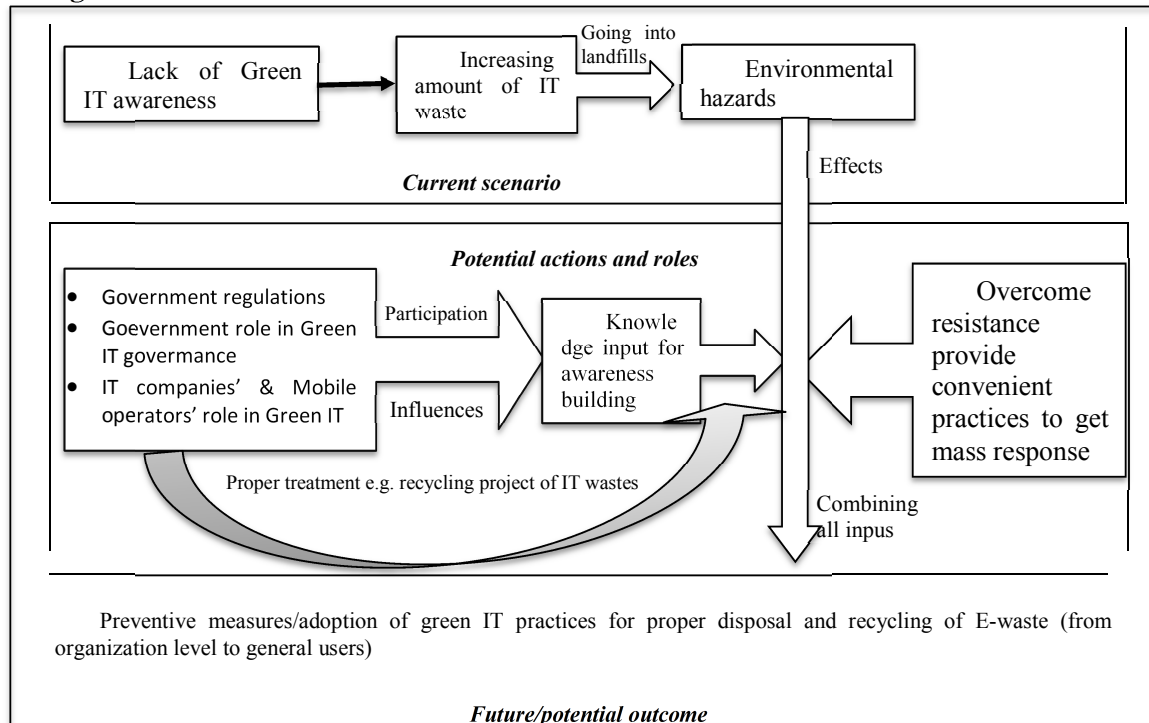 Going into
landfills
Lack of Green
IT awareness
Increasing
amount of IT
waste
Environmental
hazards
Effects
Current scenario
Potential actions and roles
• Government regulations
• Goevernment role in Green
IT govermance
• IT companies’ & Mobile
operators’ role in Green IT
Participation
Influences
Knowle
dge input for
awareness
building
Overcome
resistance
provide
convenient
practices to get
mass response
Proper treatment e.g. recycling project of IT wastes
Combining
all inpus
Preventive measures/adoption of green IT practices for proper disposal and recycling of E-waste (from
organization level to general users)
Future/potential outcome